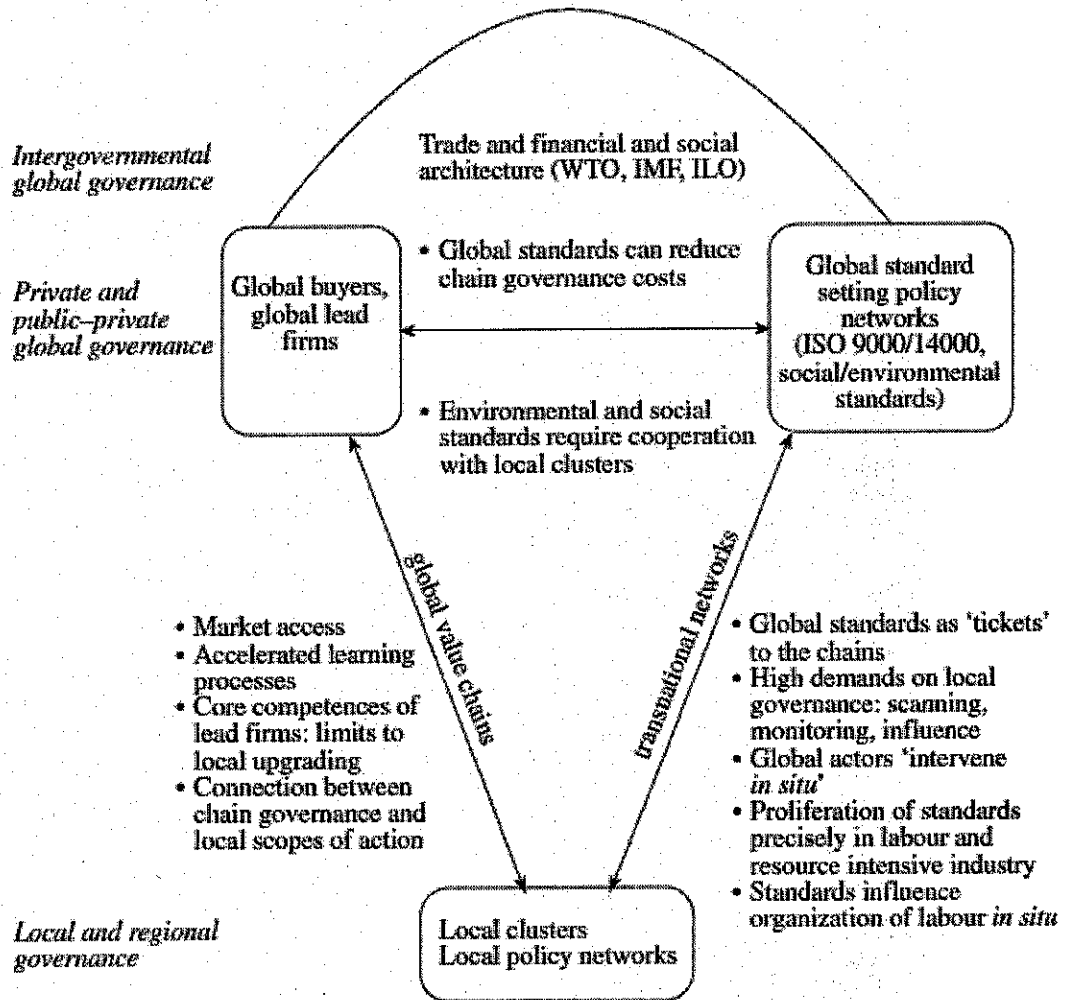 Intergovernmental
global governance
Trade and financial and social
architecture (WTO, IMF, ILO)
Private and
public–private
global governance
Global buyers,
global lead
firms
• Global standards can reduce
chain governance costs
Global standard
setting policy
networks
(ISO 9000/14000,
social/environmental
standards)
• Environmental and social
standards require cooperation
with local clusters
global value chains
transnational networks
• Market access
• Accelerated learning
processes
• Core competences of
lead firms: limits to
local upgrading
• Connection between
chain governance and
local scopes of action
• Global standards as ‘tickets’
to the chains
• High demands on local
governance: scanning,
monitoring, influence
• Global actors ‘intervene
in situ’
• Proliferation of standards
precisely in labour and
resource intensive industry
• Standards influence
organization of labour in situ
Local and regional
governance
Local clusters
Local policy networks